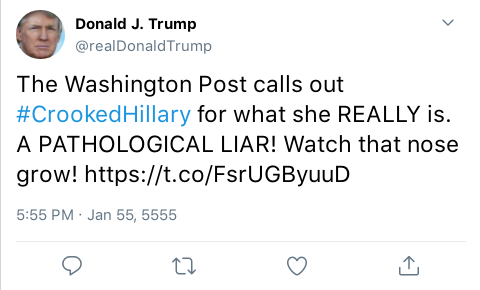 Donald J. Trump
@realDonaldTrump
The Washington Post calls out
#CrookedHillary for what she REALLY is.
A PATHOLOGICAL LIAR! Watch that nose
grow! https://t.co/FsrUGByuuD
5:55 PM · Jan 55, 5555